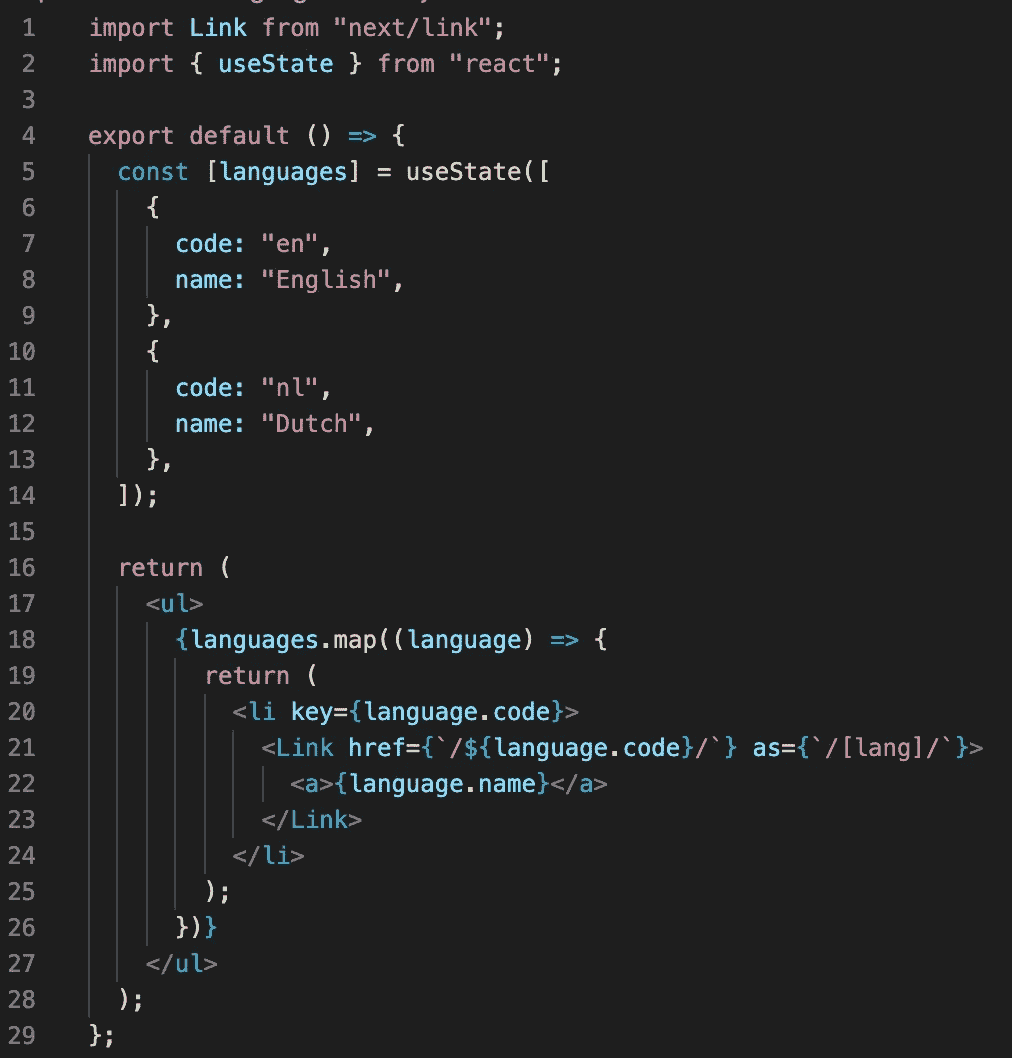 1 import Link from "next/link";
2 import { useState } from "react";
3
4 export default () => {
5   const [languages] = useState([
6     {
7       code: "en",
8       name: "English",
9     },
10     {
11       code: "nl",
12       name: "Dutch",
13     },
14   ]);
15
16   return (
17     <ul>
18       {languages.map((language) => {
19         return (
20           <li key={language.code}>
21             <Link href={`/${language.code}/`} as={`/[lang]/`}>
22               <a>{language.name}</a>
23             </Link>
24           </li>
25         );
26       })}
27     </ul>
28   );
29 };